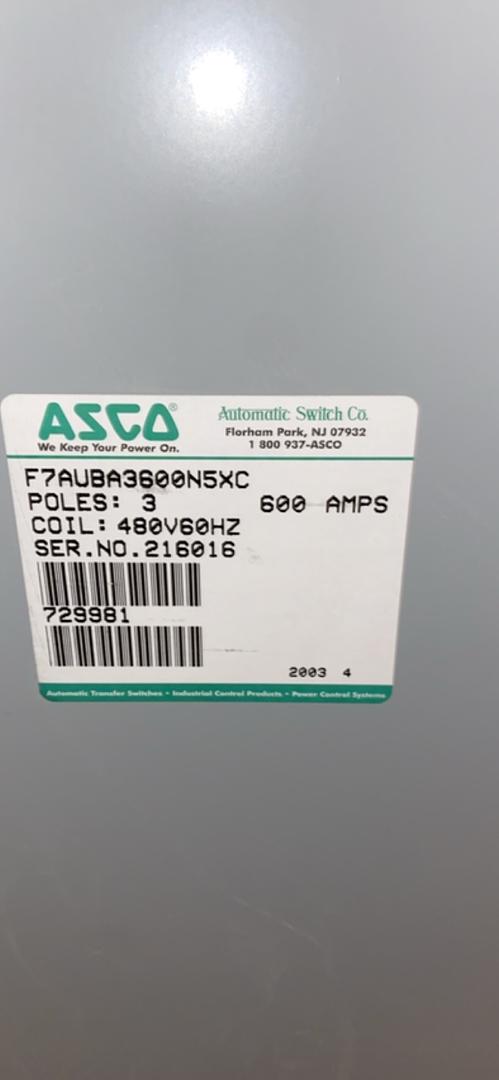 ASCO®
We Keep Your Power On.
Automatic Switch Co.
Florham Park, NJ 07932
1 800 937-ASCO
F7AUBA3600N5XC
POLES: 3 600 AMPS
COIL: 480V60HZ
SER.NO.216016
729981
2003 4
Automatic Transfer Switches • Industrial Control Products • Power Control Systems